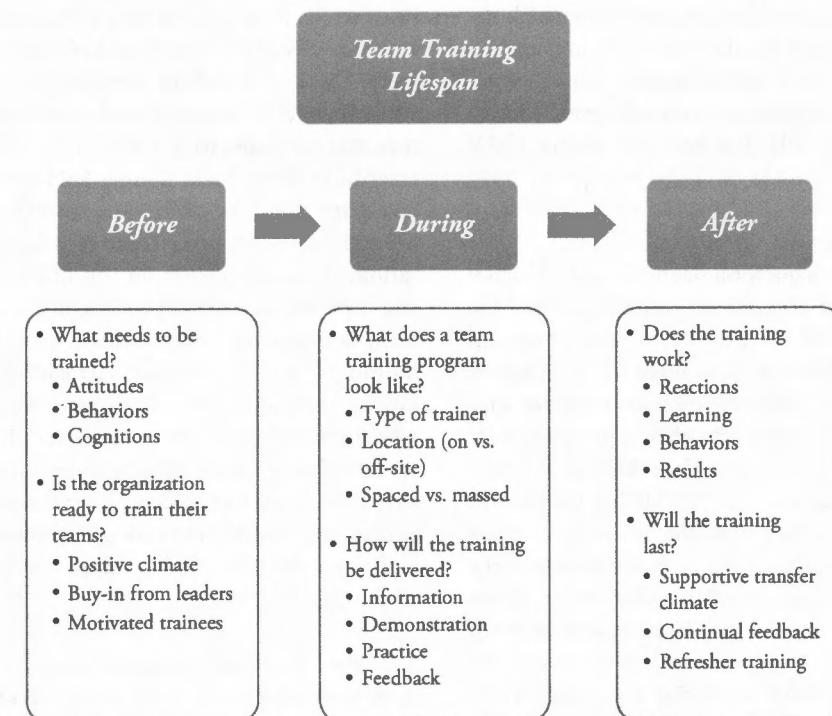 Team Training
Lifespan
Before
During
After
• What needs to be
trained?
• Attitudes
• Behaviors
• Cognitions
• Is the organization
ready to train their
teams?
• Positive climate
• Buy-in from leaders
• Motivated trainees
• What does a team
training program
look like?
• Type of trainer
• Location (on vs.
off-site)
• Spaced vs. massed
• How will the training
be delivered?
• Information
• Demonstration
• Practice
• Feedback
• Does the training
work?
• Reactions
• Learning
• Behaviors
• Results
• Will the training
last?
• Supportive transfer
climate
• Continual feedback
• Refresher training